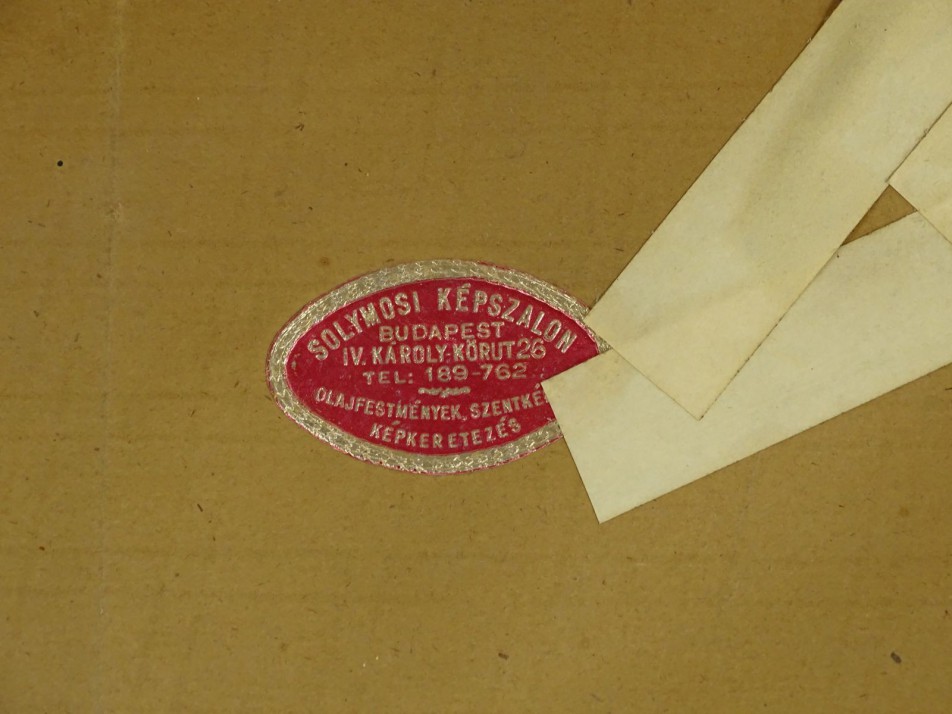 SOLYMOSI KÉPSZALON
BUDAPEST
IV. KÁROLY-KÖRUT 26
TEL: 189-762
OLAJFESTMÉNYEK, SZENTKÉ
KÉPKERETEZÉS